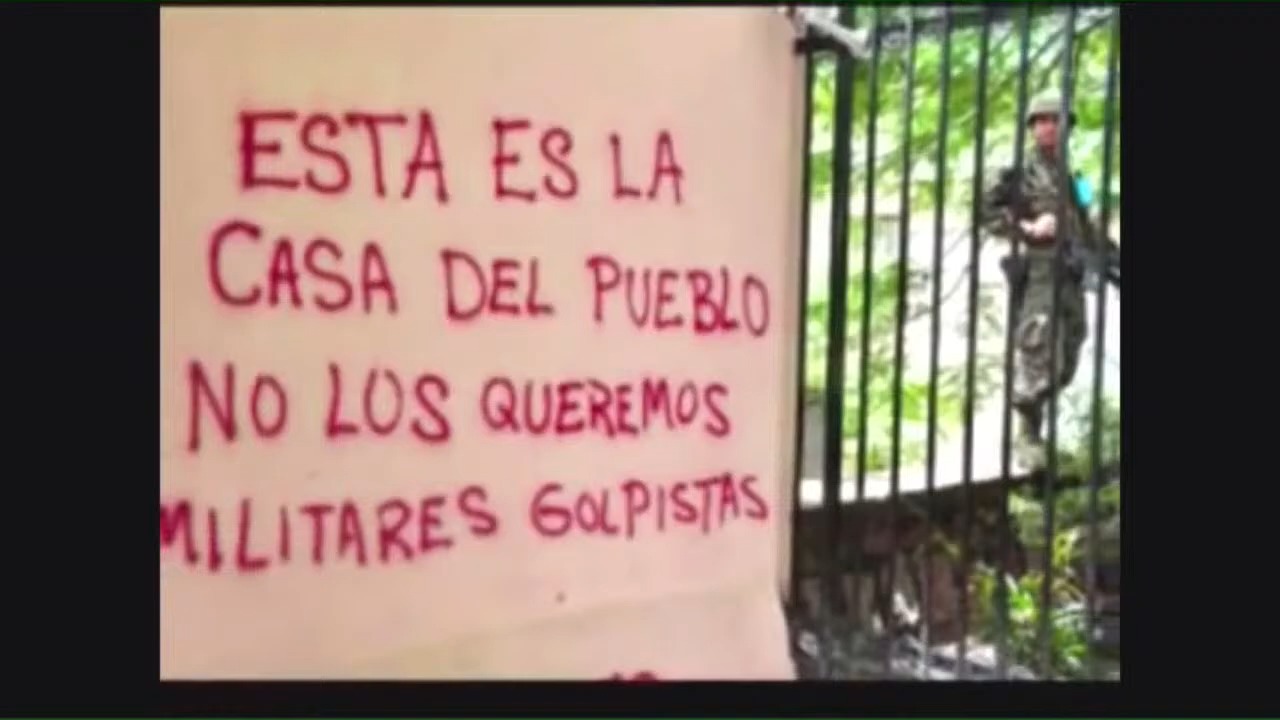 ESTA ES LA
CASA DEL PUEBLO
NO LOS QUEREMOS
MILITARES GOLPISTAS